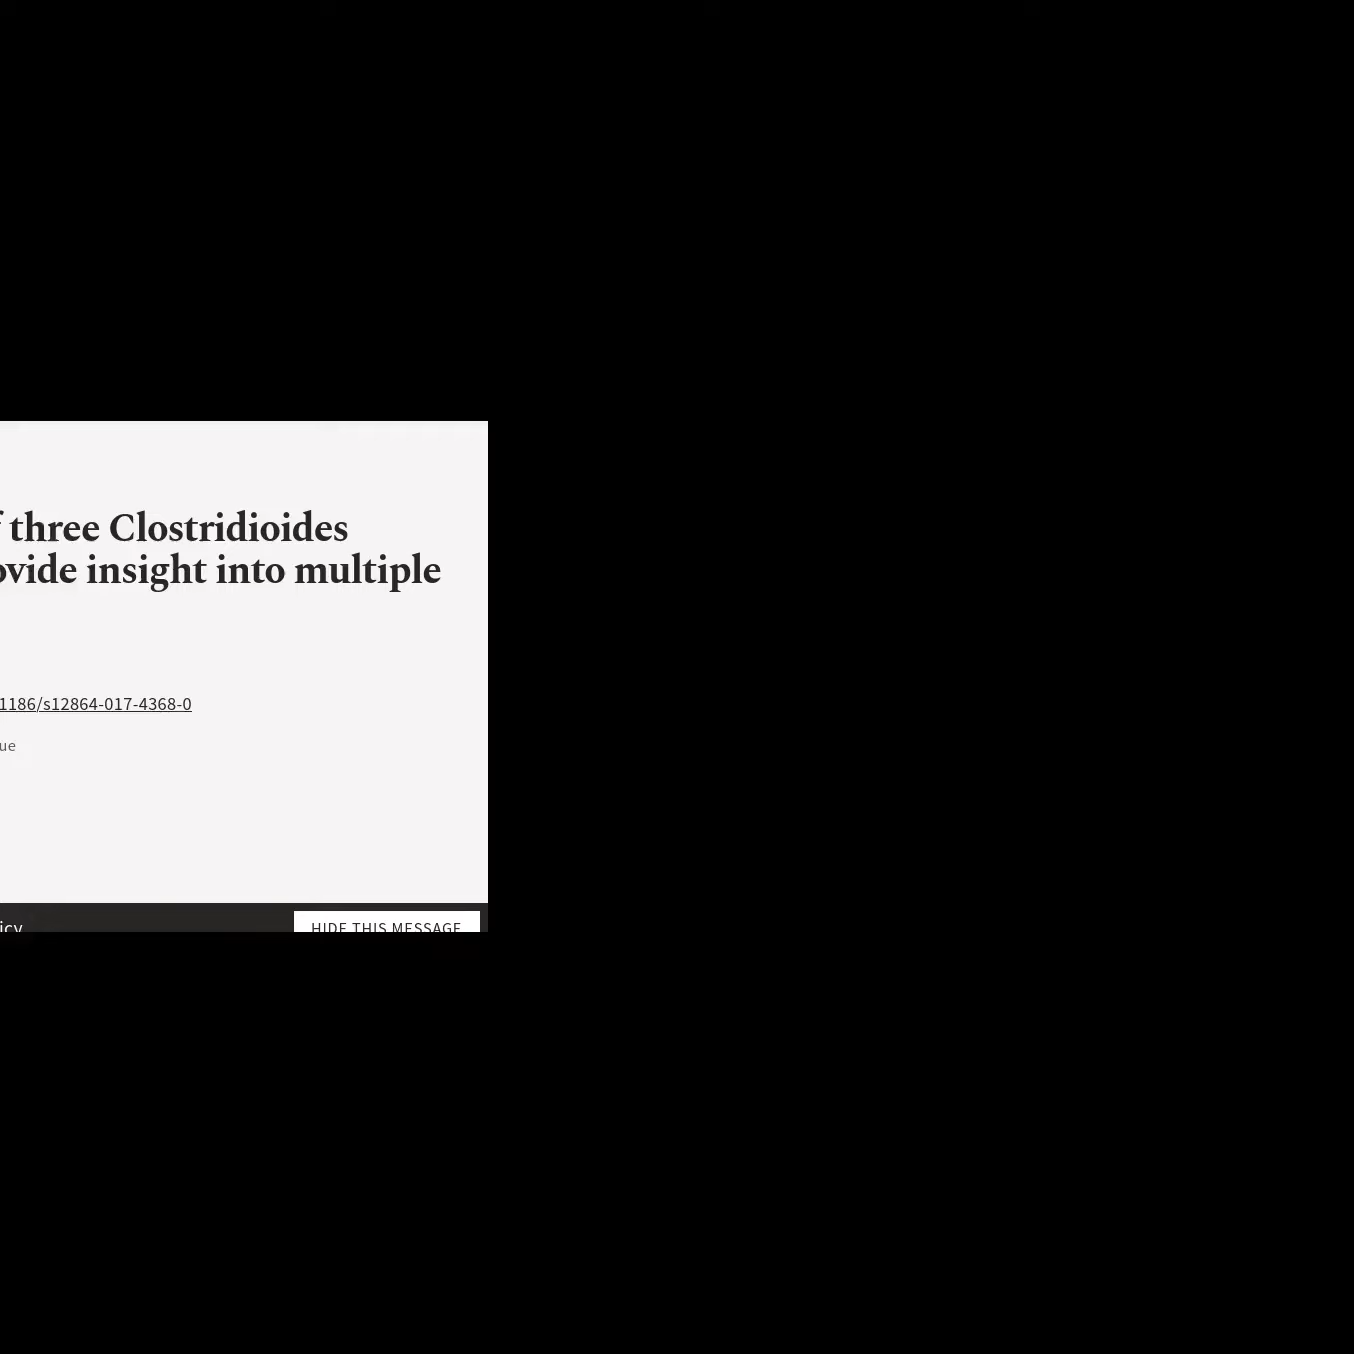 three Clostridioides
ovide insight into multiple
1186/s12864-017-4368-0
ue
icy
HIDE THIS MESSAGE